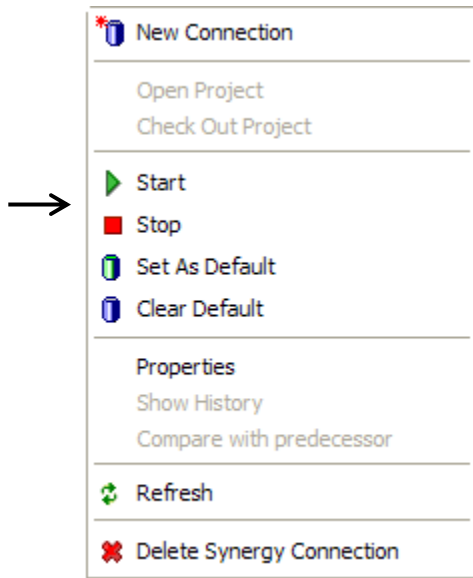 New Connection
Open Project
Check Out Project
Start
Stop
Set As Default
Clear Default
Properties
Show History
Compare with predecessor
Refresh
Delete Synergy Connection